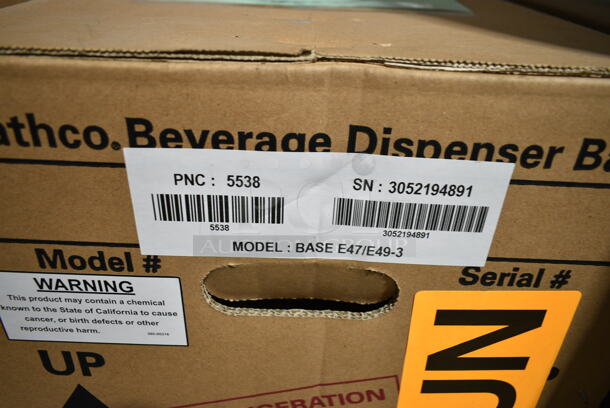 athco® Beverage Dispenser Ba
PNC : 5538
SN : 3052194891
5538
3052194891
MODEL : BASE E47/E49-3
Model #
Serial #
WARNING
This product may contain a chemical
known to the State of California to cause
cancer, or birth defects or other
reproductive harm.
UP
UN